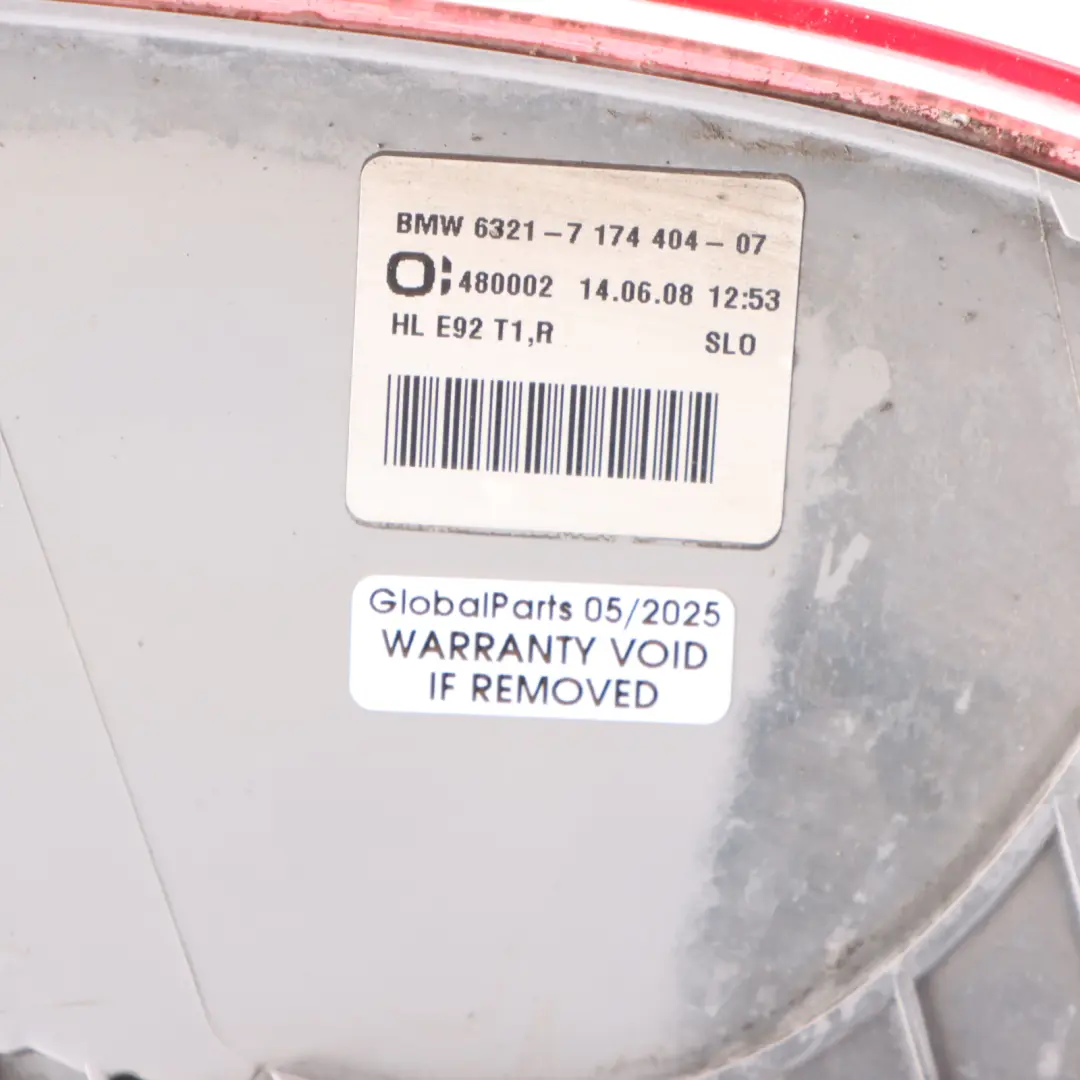 BMW 6321-7 174 404- 07
480002 14.06.08 12:53
HL E92 T1,R SLO
GlobalParts 05/2025
WARRANTY VOID
IF REMOVED